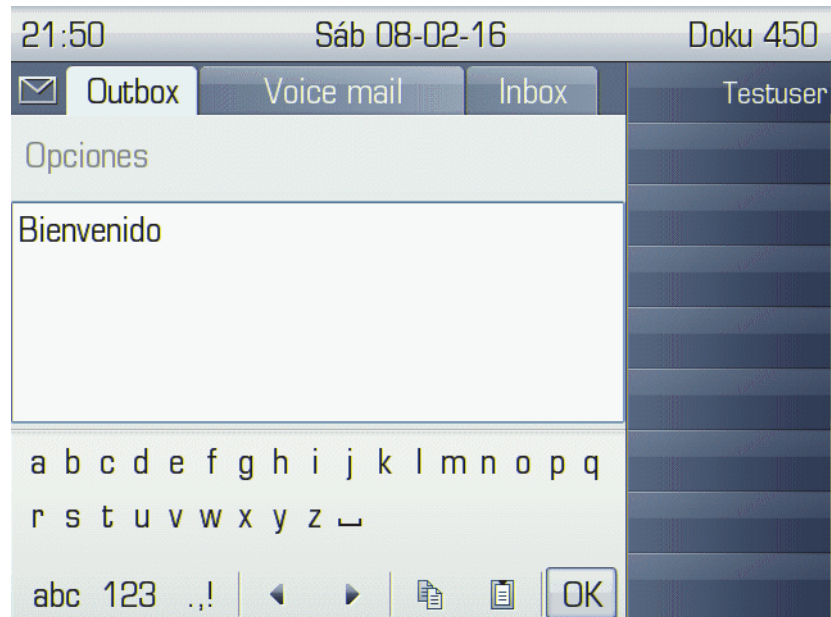 21:50 Sáb 08-02-16 Doku 450
Outbox Voice mail Inbox Testuser
Opciones
Bienvenido
a b c d e f g h i j k l m n o p q
r s t u v w x y z ⎵
abc 123 .,! OK